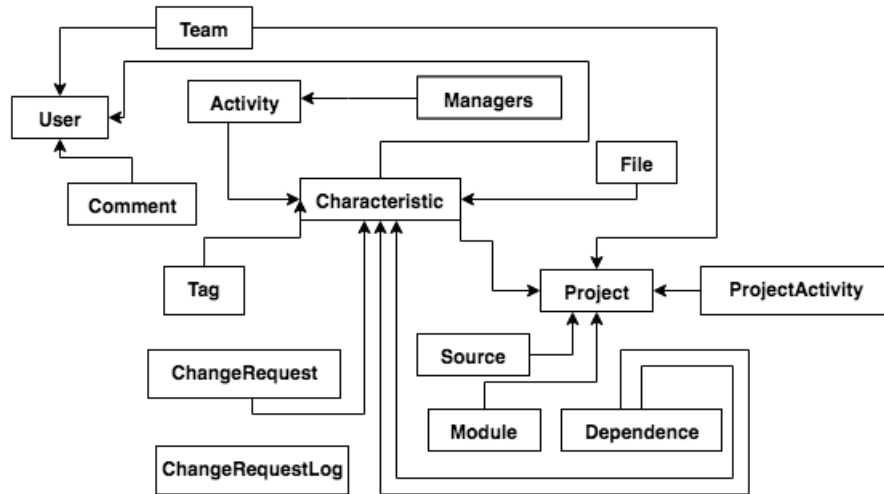 Team
User
Activity
Managers
File
Comment
Characteristic
Tag
Project
ProjectActivity
Source
ChangeRequest
Module
Dependence
ChangeRequestLog